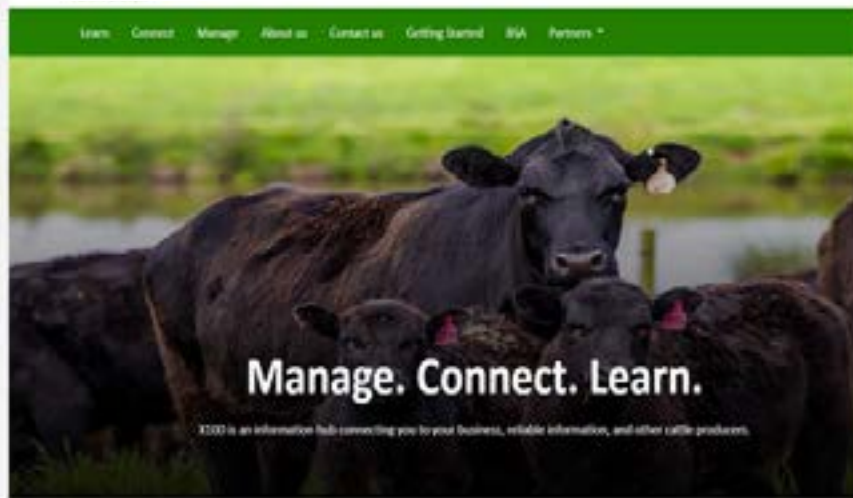 Learn Connect Manage About us Contact us Getting Started BSA Partners
Manage. Connect. Learn.
X100 is an information hub connecting you to your business, reliable information, and other cattle producers.